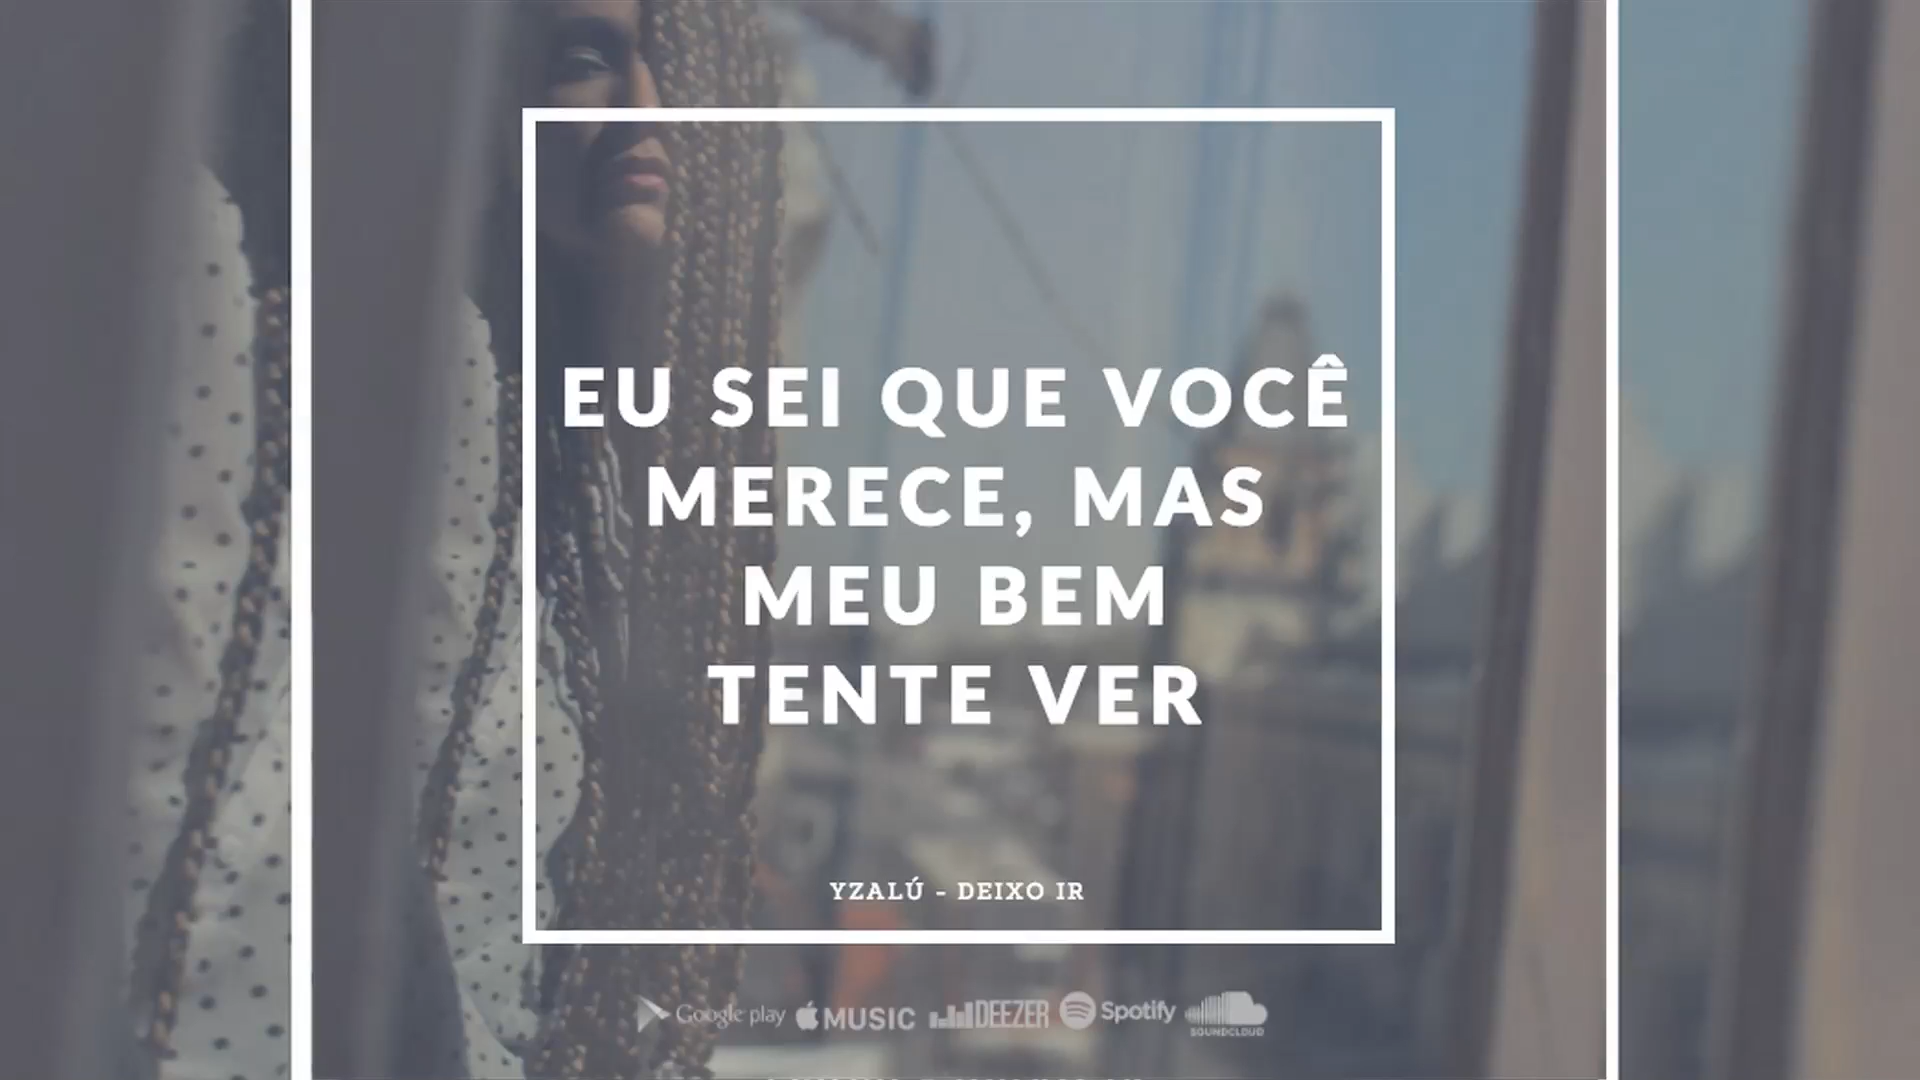 EU SEI QUE VOCÊ
MERECE, MAS
MEU BEM
TENTE VER
YZALÚ - DEIXO IR
Google play MUSIC DEEZER Spotify SOUNDCLOUD